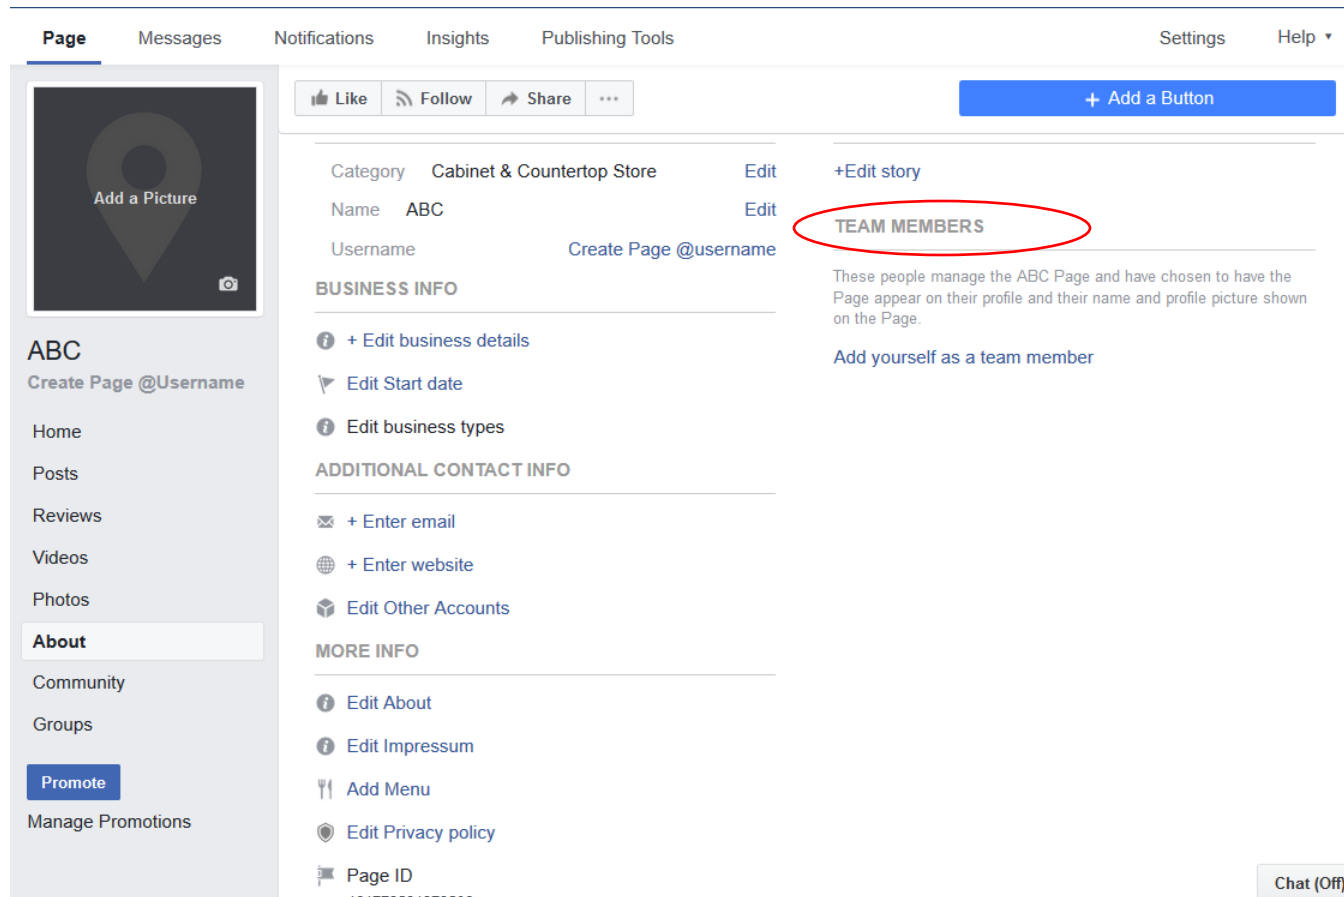 Page Messages Notifications Insights Publishing Tools Settings Help
Add a Picture
ABC
Create Page @Username
Home
Posts
Reviews
Videos
Photos
About
Community
Groups
Promote
Manage Promotions
Like Follow Share ...
+ Add a Button
Category Cabinet & Countertop Store Edit
Name ABC Edit
Username Create Page @username
BUSINESS INFO
+ Edit business details
Edit Start date
Edit business types
ADDITIONAL CONTACT INFO
+ Enter email
+ Enter website
Edit Other Accounts
MORE INFO
Edit About
Edit Impressum
Add Menu
Edit Privacy policy
Page ID
+Edit story
TEAM MEMBERS
These people manage the ABC Page and have chosen to have the
Page appear on their profile and their name and profile picture shown
on the Page.
Add yourself as a team member
Chat (Off)